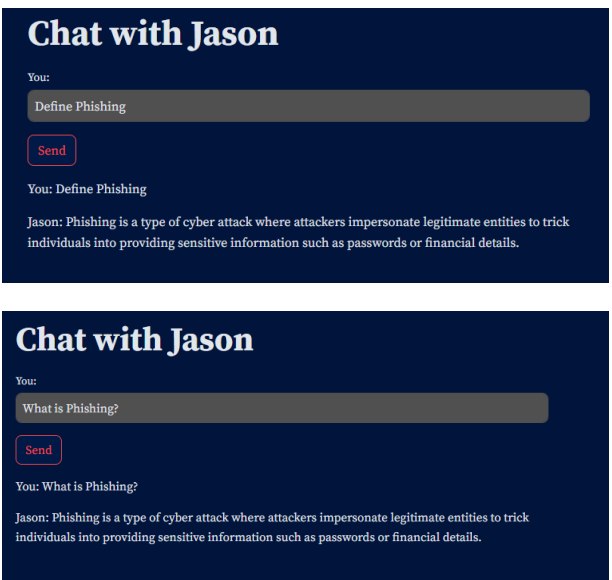 Chat with Jason
You:
Define Phishing
Send
You: Define Phishing
Jason: Phishing is a type of cyber attack where attackers impersonate legitimate entities to trick
individuals into providing sensitive information such as passwords or financial details.
Chat with Jason
You:
What is Phishing?
Send
You: What is Phishing?
Jason: Phishing is a type of cyber attack where attackers impersonate legitimate entities to trick
individuals into providing sensitive information such as passwords or financial details.